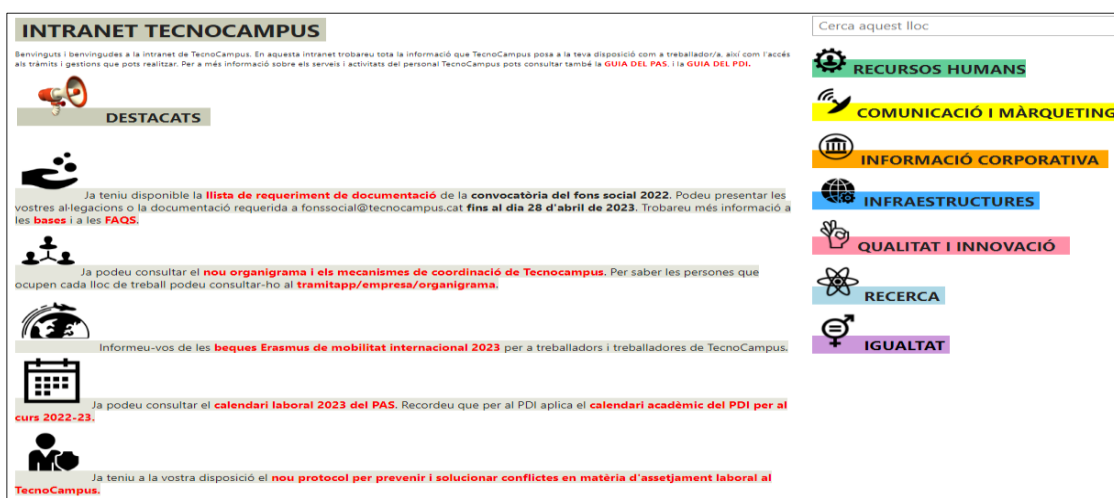 INTRANET TECNOCAMPUS
Benvinguts i benvingudes a la intranet de TecnoCampus. En aquesta intranet trobareu tota la informació que TecnoCampus posa a la teva disposició com a treballador/a, així com l'accés
als tràmits i gestions que pots realitzar. Per a més informació sobre els serveis i activitats del personal TecnoCampus pots consultar també la GUIA DEL PAS, i la GUIA DEL PDI.
DESTACATS
Ja teniu disponible la llista de requeriment de documentació de la convocatòria del fons social 2022. Podeu presentar les
vostres al·legacions o la documentació requerida a fonssocial@tecnocampus.cat fins al dia 28 d'abril de 2023. Trobareu més informació a
les bases i a les FAQS.
Ja podeu consultar el nou organigrama i els mecanismes de coordinació de Tecnocampus. Per saber les persones que
ocupen cada lloc de treball podeu consultar-ho al tramitapp/empresa/organigrama.
Informeu-vos de les beques Erasmus de mobilitat internacional 2023 per a treballadors i treballadores de TecnoCampus.
Ja podeu consultar el calendari laboral 2023 del PAS. Recordeu que per al PDI aplica el calendari acadèmic del PDI per al
curs 2022-23.
Ja teniu a la vostra disposició el nou protocol per prevenir i solucionar conflictes en matèria d'assetjament laboral al
TecnoCampus.
Cerca aquest lloc
RECURSOS HUMANS
COMUNICACIÓ I MÀRQUETING
INFORMACIÓ CORPORATIVA
INFRAESTRUCTURES
QUALITAT I INNOVACIÓ
RECERCA
IGUALTAT